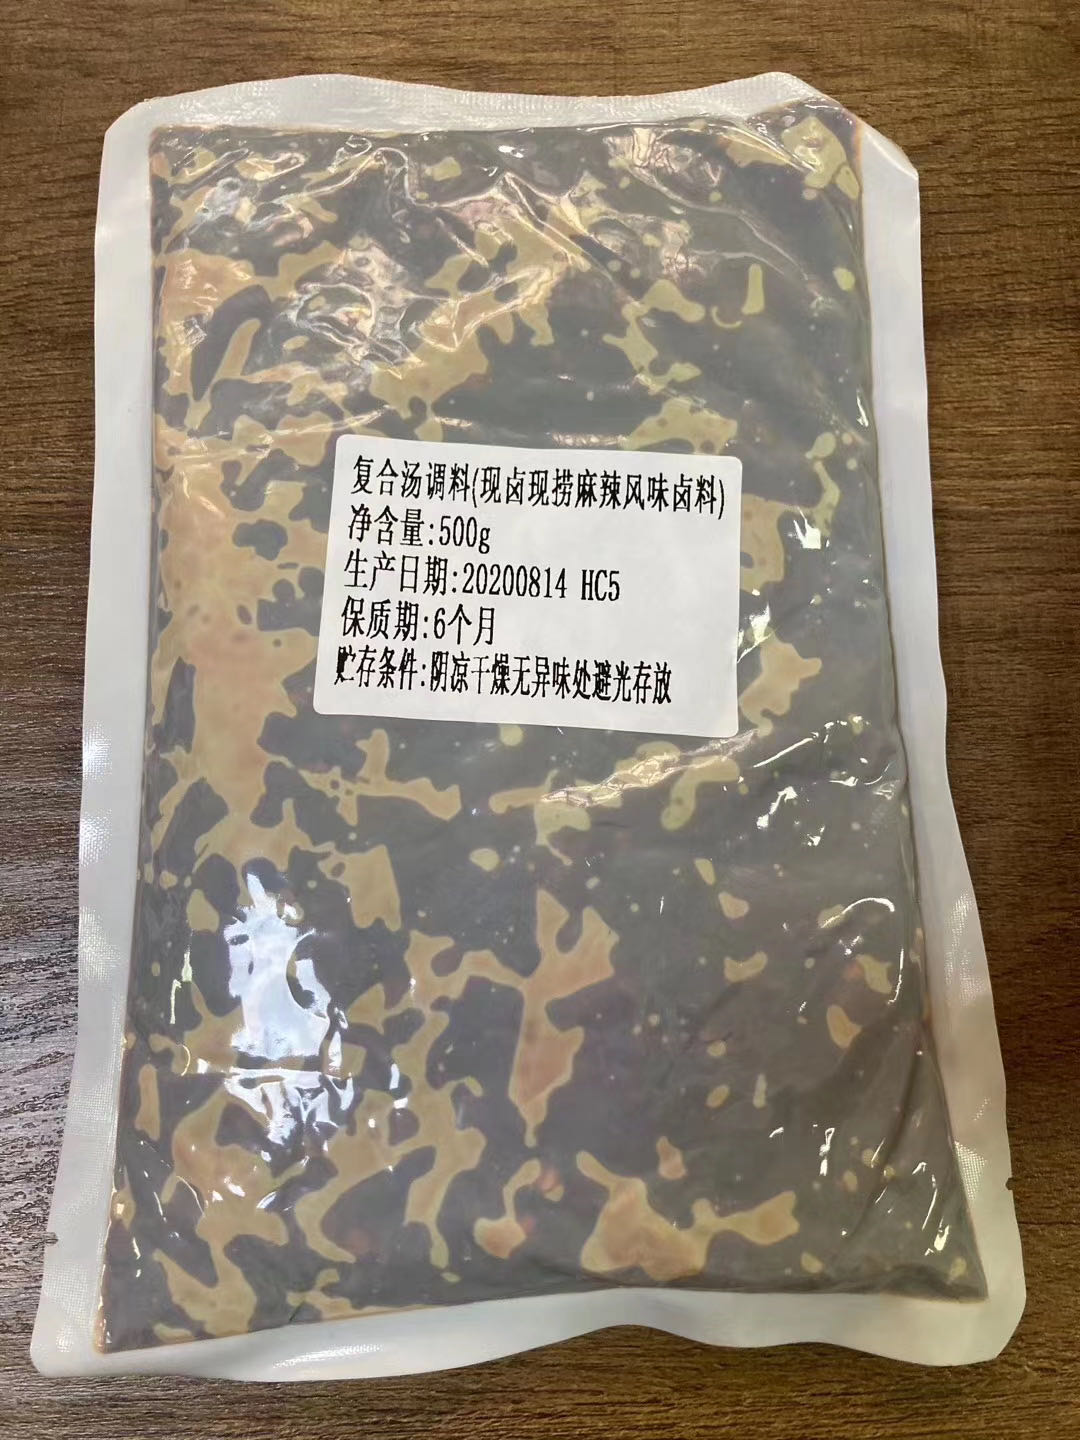 复合汤调料(现卤现捞麻辣风味卤料)
净含量:500g
生产日期:20200814 HC5
保质期:6个月
贮存条件:阴凉干燥无异味处避光存放